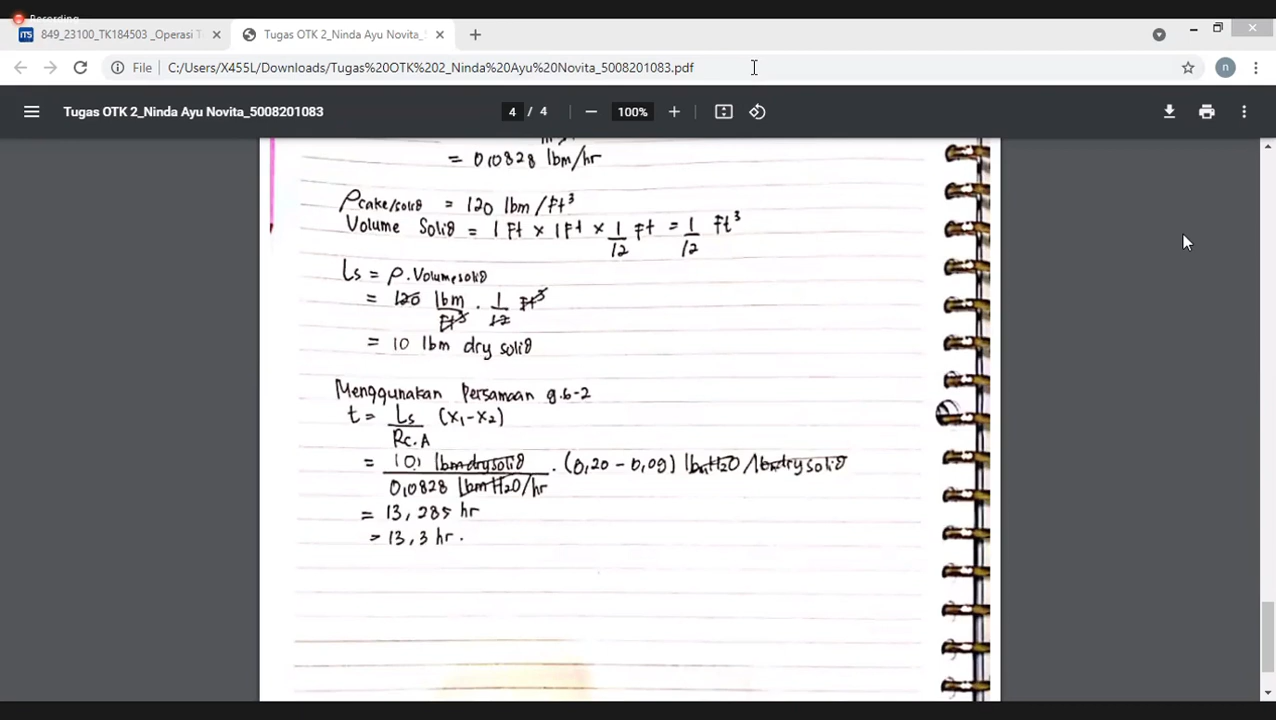 Recording
ITS 849_23100_TK184503 _Operasi T
Tugas OTK 2_Ninda Ayu Novita_
File C:/Users/X455L/Downloads/Tugas%20OTK%202_Ninda%20Ayu%20Novita_5008201083.pdf
n
Tugas OTK 2_Ninda Ayu Novita_5008201083
4 / 4
100%
= 0,0828 lbm/hr
ρcake/solid = 120 lbm/ft³
Volume Solid = 1 ft × 1 ft × 1/12 ft = 1/12 ft³
Ls = ρ.Volume solid
= 120 lbm/ft³ . 1/12 ft³
= 10 lbm dry solid
Menggunakan Persamaan 9.6-2
t = Ls/Rc.A (x₁-x₂)
= 10, lbm dry solid/0,0828 lbm H2O/hr . (0,20 - 0,09) lbm H2O/lbm dry solid
= 13,285 hr
= 13,3 hr.